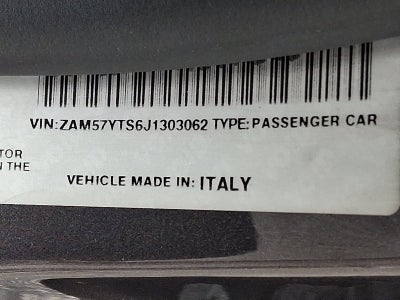 VIN:ZAM57YTS6J1303062 TYPE:PASSENGER CAR
TOR
N THE
VEHICLE MADE IN: ITALY